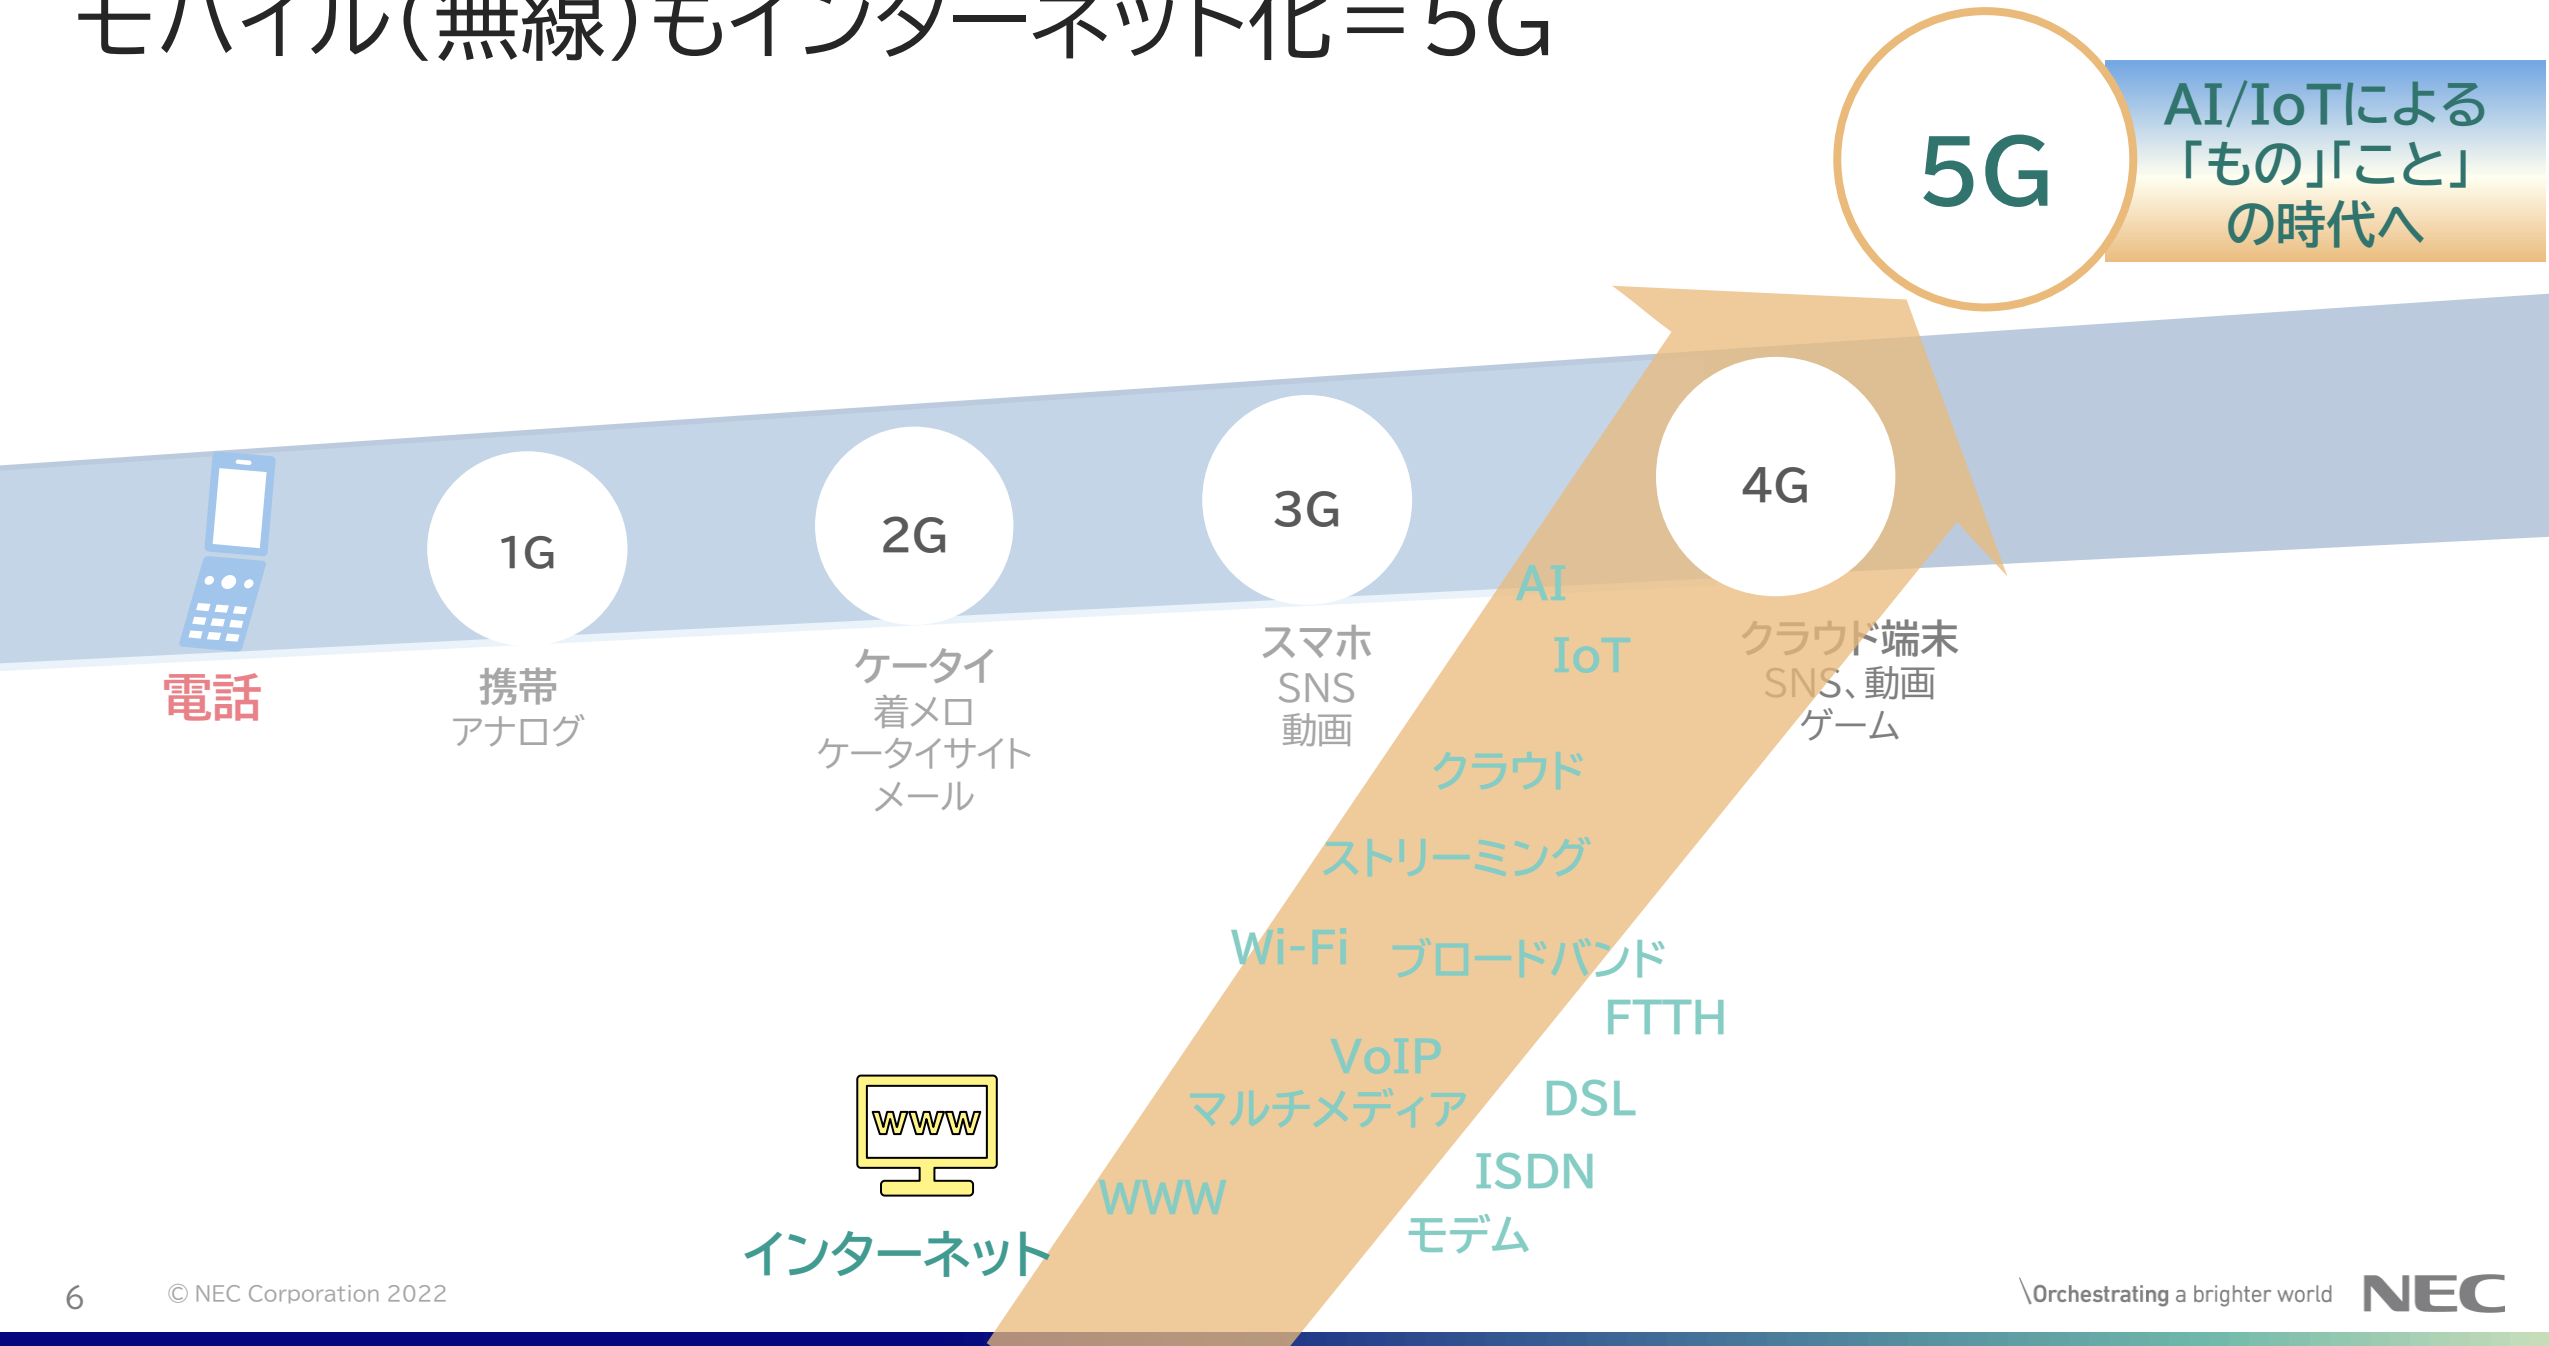 モバイル(無線)もインターネット化＝5G
5G
AI/IoTによる
「もの」「こと」
の時代へ
1G
2G
3G
4G
電話
携帯
アナログ
ケータイ
着メロ
ケータイサイト
メール
スマホ
SNS
動画
クラウド端末
SNS、動画
ゲーム
AI
IoT
クラウド
ストリーミング
Wi-Fi
ブロードバンド
FTTH
VoIP
マルチメディア
DSL
ISDN
WWW
モデム
WWW
インターネット
6
© NEC Corporation 2022
\Orchestrating a brighter world
NEC